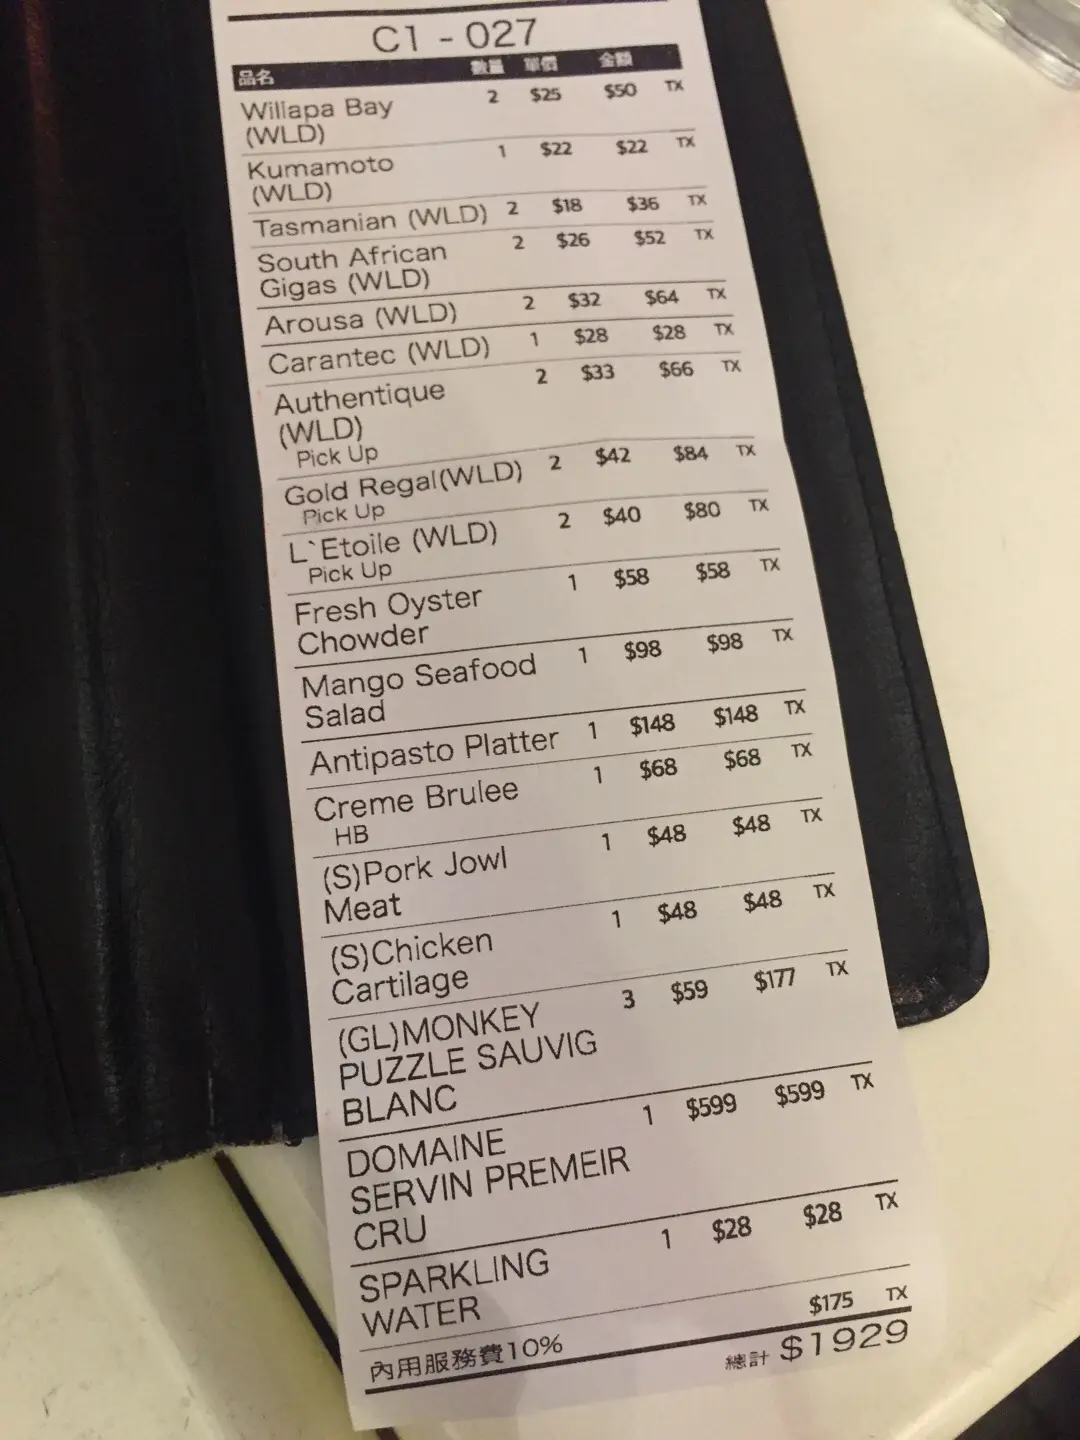 C1 - 027
品名 數量 單價 金額
Willapa Bay 2 $25 $50 TX
(WLD)
Kumamoto 1 $22 $22 TX
(WLD)
Tasmanian (WLD) 2 $18 $36 TX
South African 2 $26 $52 TX
Gigas (WLD)
Arousa (WLD) 2 $32 $64 TX
Carantec (WLD) 1 $28 $28 TX
Authentique 2 $33 $66 TX
(WLD)
Pick Up
Gold Regal(WLD) 2 $42 $84 TX
Pick Up
L`Etoile (WLD) 2 $40 $80 TX
Pick Up
Fresh Oyster 1 $58 $58 TX
Chowder
Mango Seafood 1 $98 $98 TX
Salad
Antipasto Platter 1 $148 $148 TX
Creme Brulee 1 $68 $68 TX
HB
(S)Pork Jowl 1 $48 $48 TX
Meat
(S)Chicken 1 $48 $48 TX
Cartilage
(GL)MONKEY 3 $59 $177 TX
PUZZLE SAUVIG
BLANC
DOMAINE 1 $599 $599 TX
SERVIN PREMEIR
CRU
SPARKLING 1 $28 $28 TX
WATER
內用服務費10% $175 TX
總計 $1929